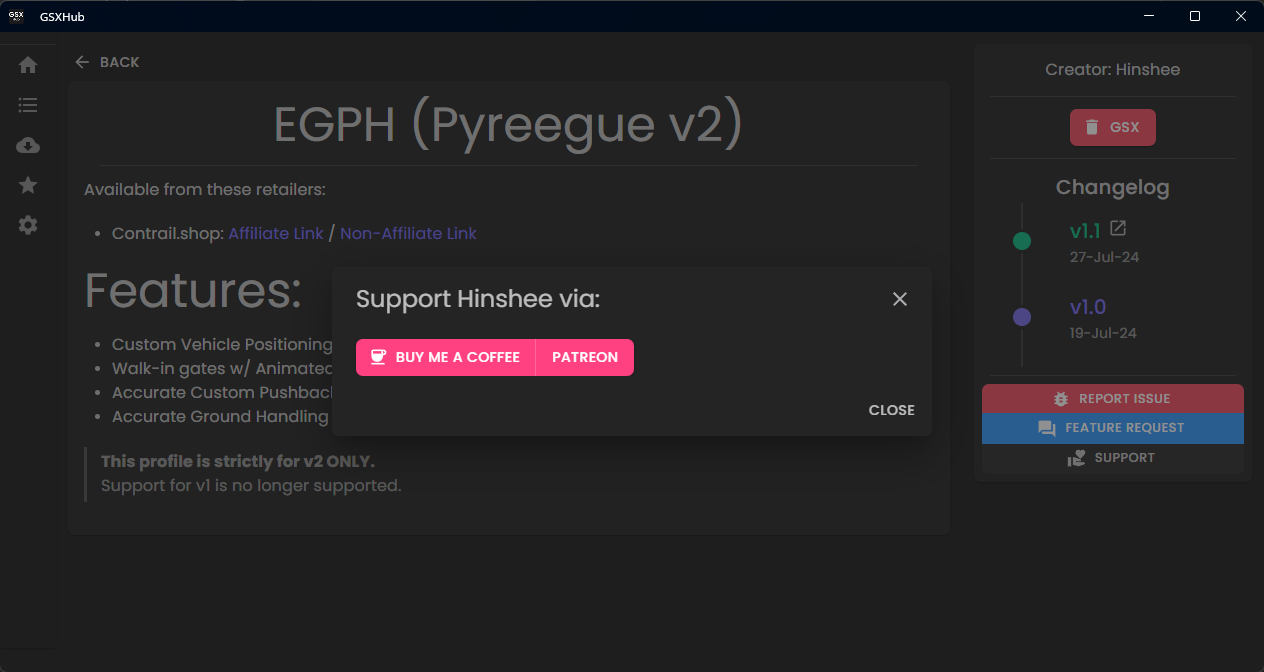 GSX
GSXHub
BACK
EGPH (Pyreegue v2)
Available from these retailers:
• Contrail.shop: Affiliate Link / Non-Affiliate Link
Features:
• Custom Vehicle Positioning
• Walk-in gates w/ Animated
• Accurate Custom Pushback
• Accurate Ground Handling
This profile is strictly for v2 ONLY.
Support for v1 is no longer supported.
Support Hinshee via:
BUY ME A COFFEE
PATREON
CLOSE
Creator: Hinshee
GSX
Changelog
v1.1
27-Jul-24
v1.0
19-Jul-24
REPORT ISSUE
FEATURE REQUEST
SUPPORT